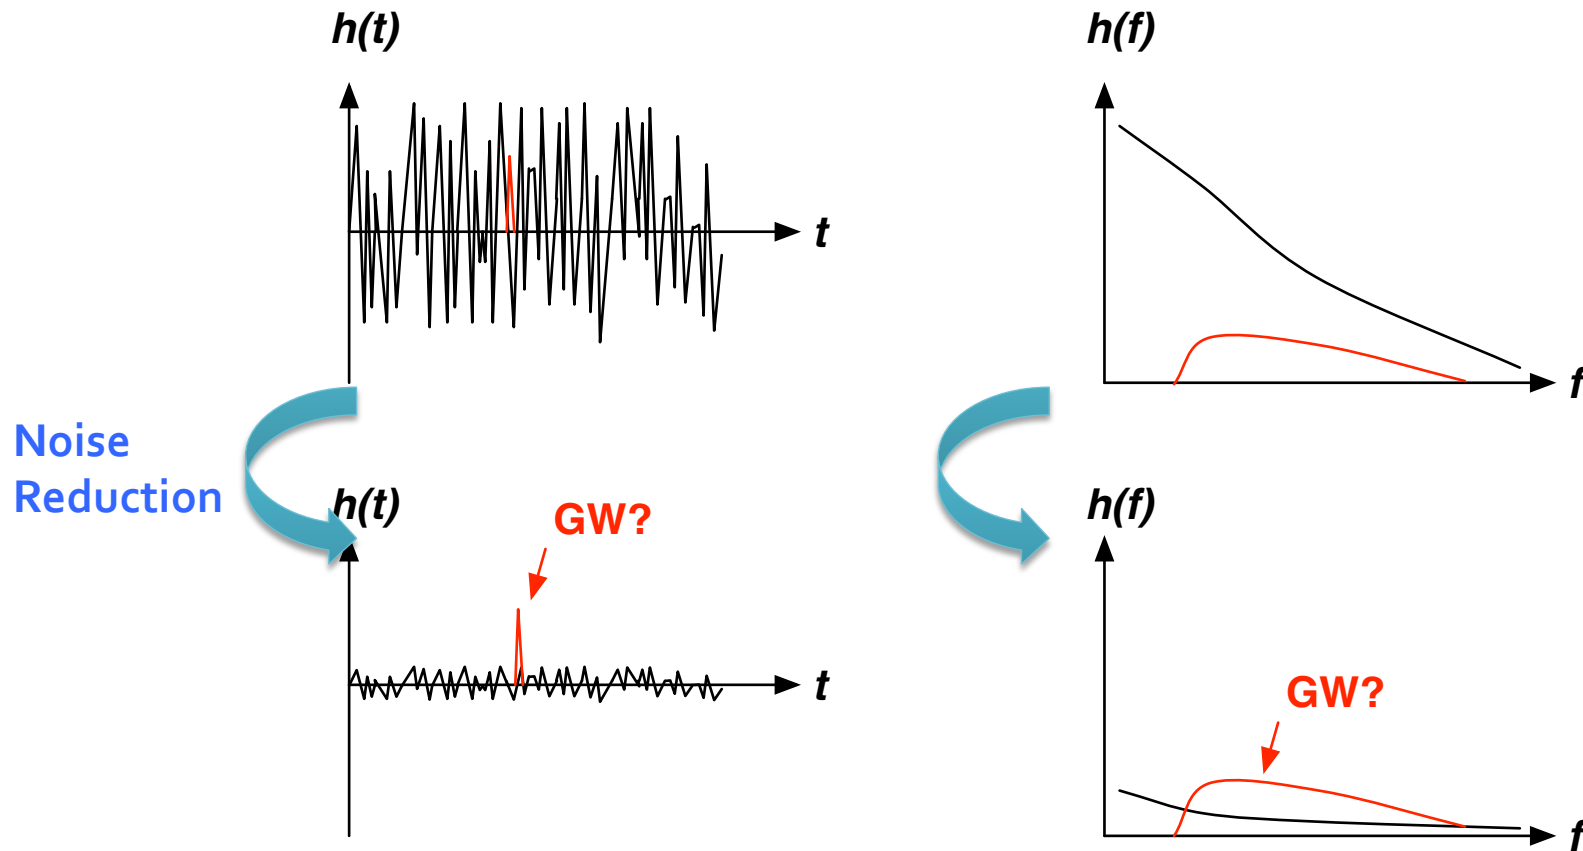 h(t)
h(f)
t
f
Noise
Reduction
h(t)
GW?
h(f)
t
GW?
f